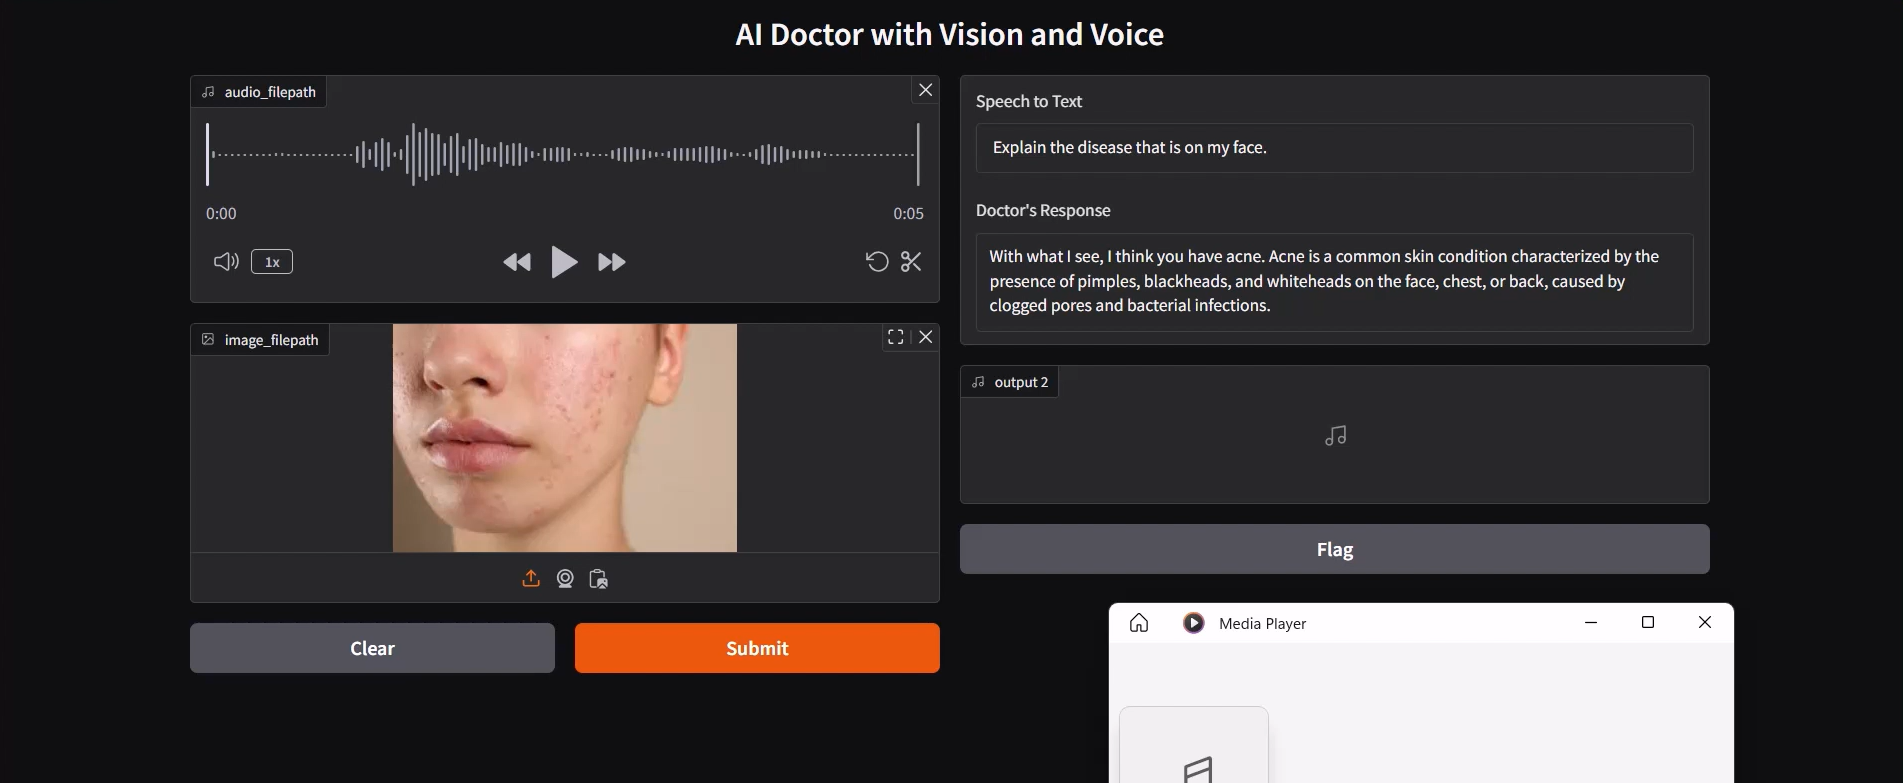 AI Doctor with Vision and Voice
audio_filepath
0:00
0:05
1x
image_filepath
Clear
Submit
Speech to Text
Explain the disease that is on my face.
Doctor's Response
With what I see, I think you have acne. Acne is a common skin condition characterized by the
presence of pimples, blackheads, and whiteheads on the face, chest, or back, caused by
clogged pores and bacterial infections.
output 2
Flag
Media Player